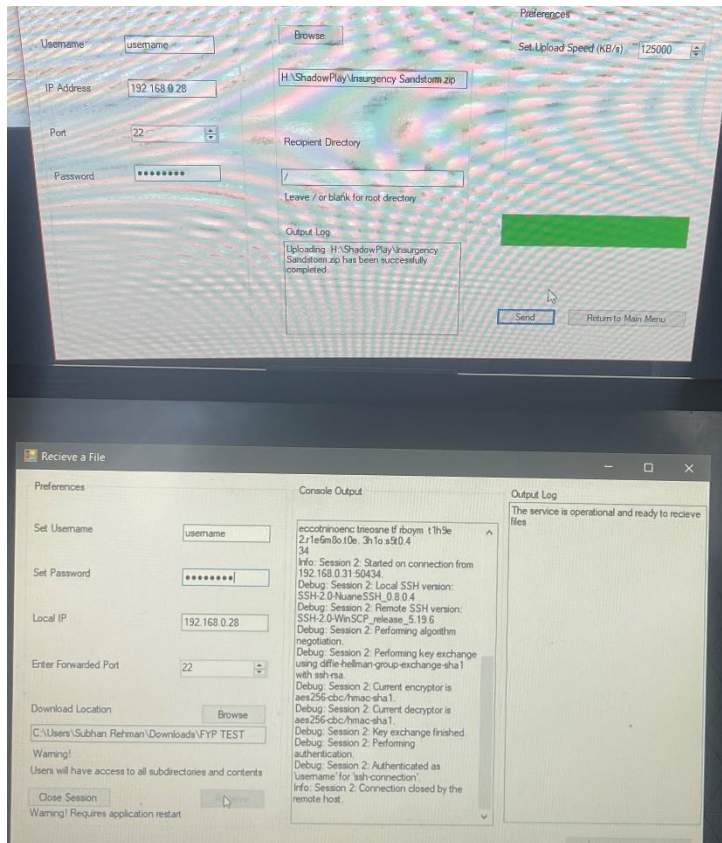 Preferences
Username
username
Browse
Set Upload Speed (KB/s)
125000
IP Address
192.168.0.28
H:\ShadowPlay\Insurgency Sandstorm.zip
Port
22
Recipient Directory
Password
/
Leave / or blank for root directory
Output Log
Uploading H:\ShadowPlay\Insurgency
Sandstorm.zip has been successfully
completed
Send
Return to Main Menu
Recieve a File
Preferences
Set Username
username
Set Password
Local IP
192.168.0.28
Enter Forwarded Port
22
Download Location
Browse
C:\Users\Subhan Rehman\Downloads\FYP TEST
Warning!
Users will have access to all subdirectories and contents
Close Session
Warning! Requires application restart
Console Output
eccotninoenc trieosne tf rboym t1h9e
2.r1e6m8o.t0e. 3h1o:s5t0.4
34
Info: Session 2: Started on connection from
192.168.0.31:50434.
Debug: Session 2: Local SSH version:
SSH-2.0-NuaneSSH_0.8.0.4
Debug: Session 2: Remote SSH version:
SSH-2.0-WinSCP_release_5.19.6
Debug: Session 2: Performing algorithm
negotiation.
Debug: Session 2: Performing key exchange
using diffie-hellman-group-exchange-sha1
with ssh-rsa.
Debug: Session 2: Current encryptor is
aes256-cbc/hmac-sha1.
Debug: Session 2: Current decryptor is
aes256-cbc/hmac-sha1.
Debug: Session 2: Key exchange finished.
Debug: Session 2: Performing
authentication.
Debug: Session 2: Authenticated as
'username' for 'ssh-connection'.
Info: Session 2: Connection closed by the
remote host.
Output Log
The service is operational and ready to recieve
files